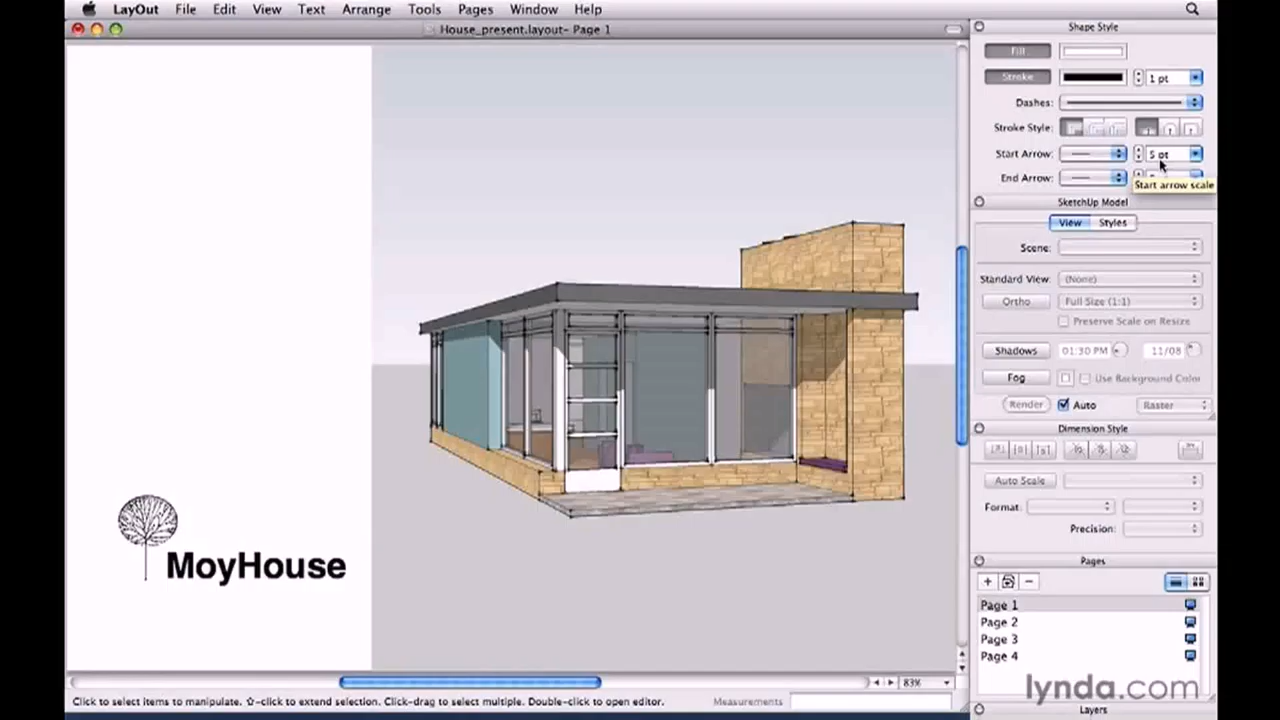 LayOut File Edit View Text Arrange Tools Pages Window Help
House_present.layout- Page 1
MoyHouse
Click to select items to manipulate. ⇧-click to extend selection. Click-drag to select multiple. Double-click to open editor.
Measurements
83%
Shape Style
Fill
Stroke 1 pt
Dashes:
Stroke Style:
Start Arrow: 5 pt
End Arrow:
Start arrow scale
SketchUp Model
View Styles
Scene:
Standard View: (None)
Ortho Full Size (1:1)
Preserve Scale on Resize
Shadows 01:30 PM 11/08
Fog Use Background Color
Render Auto Raster
Dimension Style
Auto Scale
Format:
Precision:
Pages
Page 1
Page 2
Page 3
Page 4
lynda.com
Layers